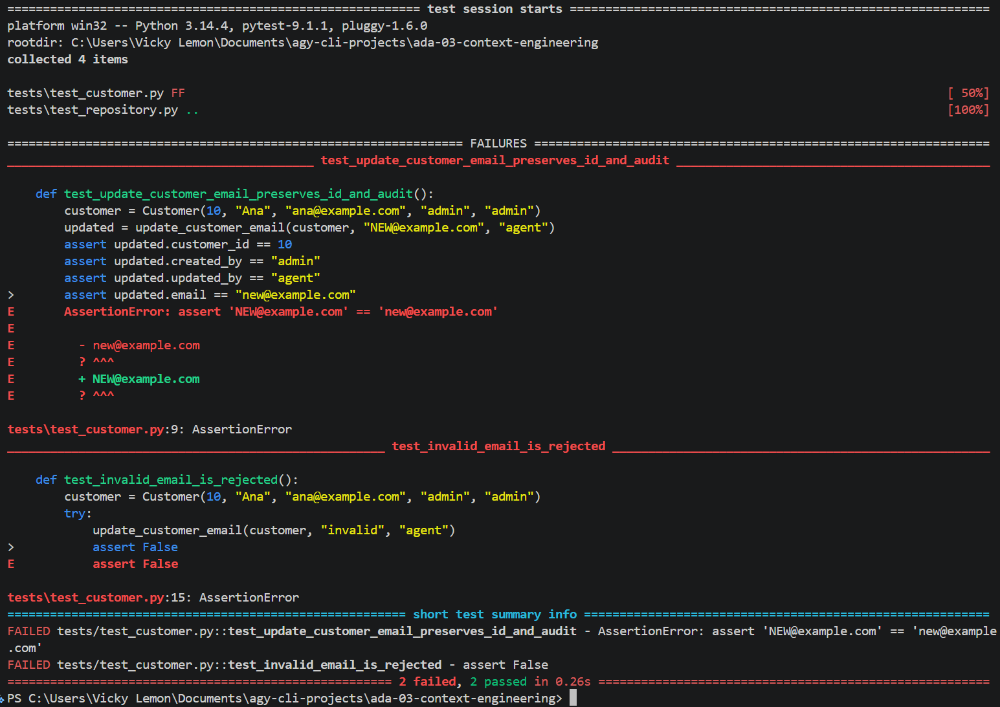 ========================================================== test session starts ===========================================================
platform win32 -- Python 3.14.4, pytest-9.1.1, pluggy-1.6.0
rootdir: C:\Users\Vicky Lemon\Documents\agy-cli-projects\ada-03-context-engineering
collected 4 items
tests\test_customer.py FF [ 50%]
tests\test_repository.py .. [100%]
================================================================ FAILURES ================================================================
___________________________________________ test_update_customer_email_preserves_id_and_audit ____________________________________________
    def test_update_customer_email_preserves_id_and_audit():
        customer = Customer(10, "Ana", "ana@example.com", "admin", "admin")
        updated = update_customer_email(customer, "NEW@example.com", "agent")
        assert updated.customer_id == 10
        assert updated.created_by == "admin"
        assert updated.updated_by == "agent"
>       assert updated.email == "new@example.com"
E       AssertionError: assert 'NEW@example.com' == 'new@example.com'
E
E         - new@example.com
E         ? ^^^
E         + NEW@example.com
E         ? ^^^
tests\test_customer.py:9: AssertionError
_____________________________________________________ test_invalid_email_is_rejected _____________________________________________________
    def test_invalid_email_is_rejected():
        customer = Customer(10, "Ana", "ana@example.com", "admin", "admin")
        try:
            update_customer_email(customer, "invalid", "agent")
>           assert False
E           assert False
tests\test_customer.py:15: AssertionError
======================================================== short test summary info =========================================================
FAILED tests/test_customer.py::test_update_customer_email_preserves_id_and_audit - AssertionError: assert 'NEW@example.com' == 'new@example
.com'
FAILED tests/test_customer.py::test_invalid_email_is_rejected - assert False
====================================================== 2 failed, 2 passed in 0.26s =======================================================
PS C:\Users\Vicky Lemon\Documents\agy-cli-projects\ada-03-context-engineering>